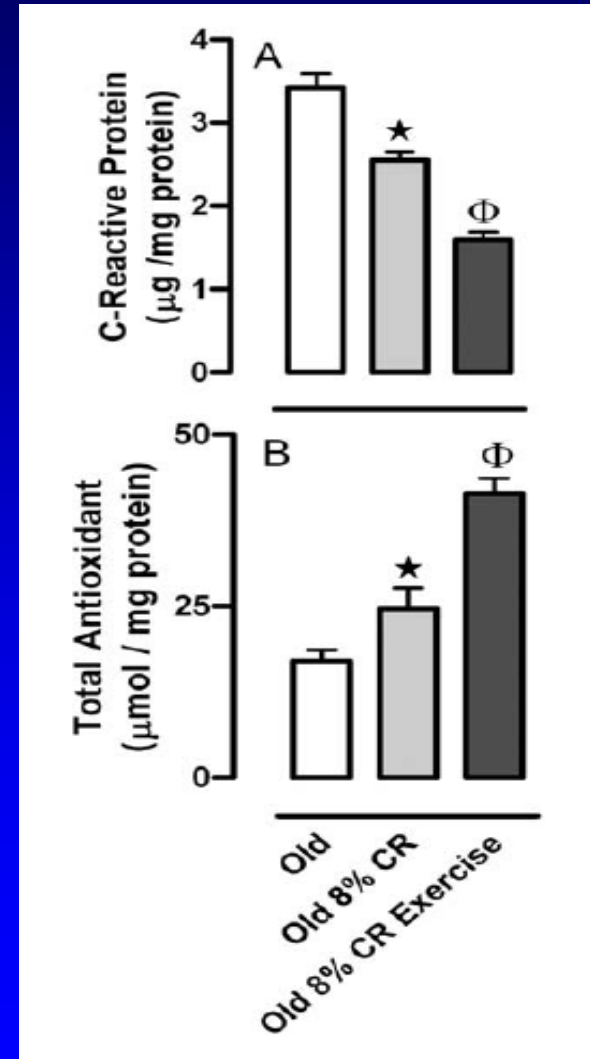 A
C-Reactive Protein
(μg /mg protein)
4
3
2
1
0
★
Φ
B
Total Antioxidant
(μmol / mg protein)
50
25
0
★
Φ
Old
Old 8% CR
Old 8% CR Exercise